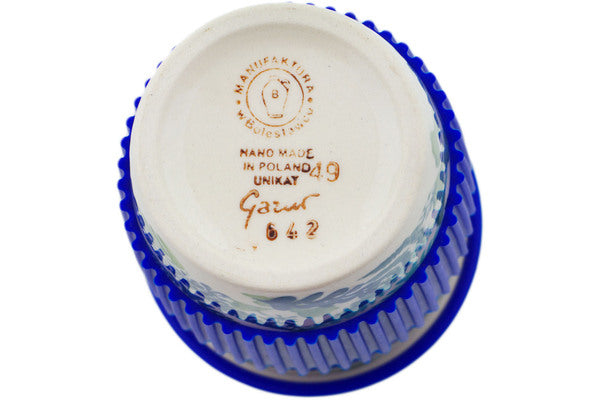 MANUFAKTURA
B
w Bolesławcu
HAND MADE
IN POLAND 49
UNIKAT
642